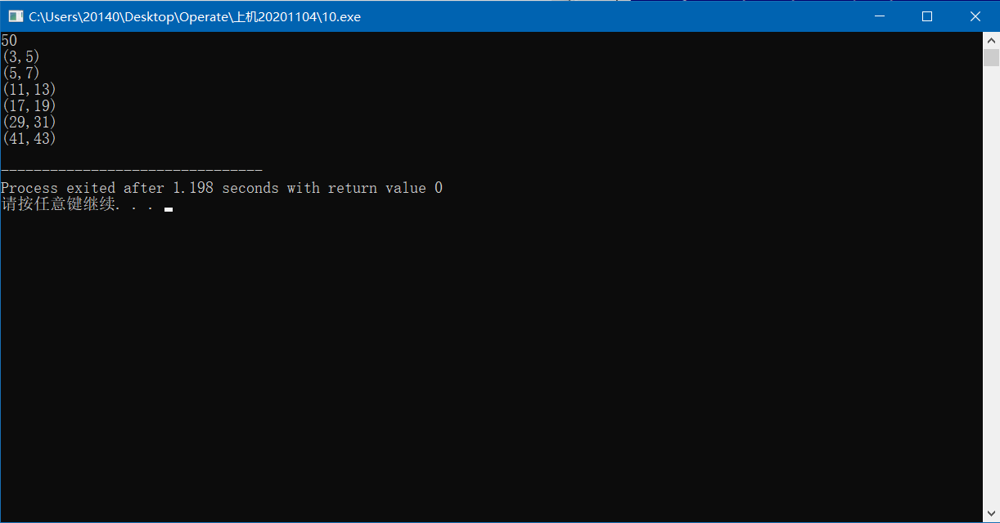 C:\Users\20140\Desktop\Operate\上机20201104\10.exe
50
(3,5)
(5,7)
(11,13)
(17,19)
(29,31)
(41,43)
--------------------------------
Process exited after 1.198 seconds with return value 0
请按任意键继续. . .